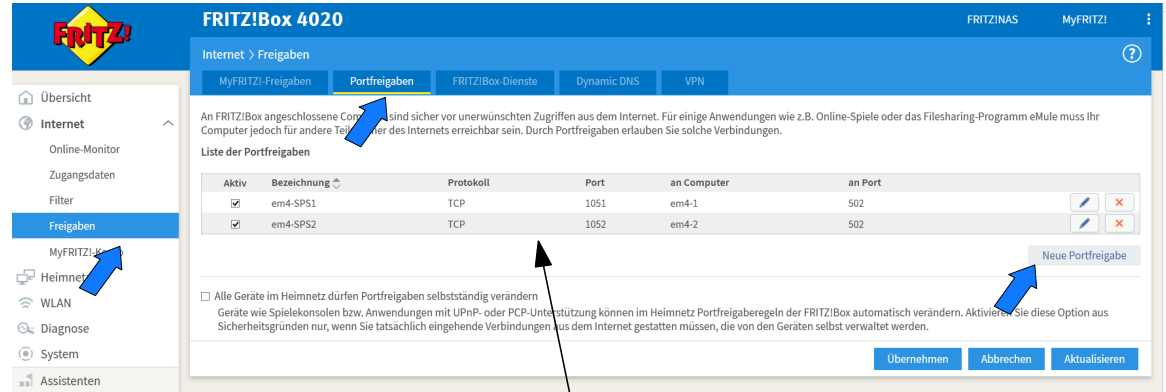 FRITZ!
FRITZ!Box 4020
FRITZ!NAS
MyFRITZ!
Internet > Freigaben
?
MyFRITZ!-Freigaben
Portfreigaben
FRITZ!Box-Dienste
Dynamic DNS
VPN
Übersicht
Internet
Online-Monitor
Zugangsdaten
Filter
Freigaben
MyFRITZ!-
WLAN
Diagnose
System
Assistenten
An FRITZ!Box angeschlossene sind sicher vor unerwünschten Zugriffen aus dem Internet. Für einige Anwendungen wie z.B. Online-Spiele oder das Filesharing-Programm eMule muss Ihr
Computer jedoch für andere des Internets erreichbar sein. Durch Portfreigaben erlauben Sie solche Verbindungen.
Liste der Portfreigaben
Aktiv Bezeichnung Protokoll Port an Computer an Port
em4-SPS1 TCP 1051 em4-1 502
em4-SPS2 TCP 1052 em4-2 502
Neue Portfreigabe
Alle Geräte im Heimnetz dürfen Portfreigaben selbstständig verändern
Geräte wie Spielekonsolen bzw. Anwendungen mit UPnP- oder PCP-Unterstützung können im Heimnetz Portfreigaberegeln der FRITZ!Box automatisch verändern. Aktivieren Sie diese Option aus
Sicherheitsgründen nur, wenn Sie tatsächlich eingehende Verbindungen aus dem Internet gestatten müssen, die von den Geräten selbst verwaltet werden.
Übernehmen
Abbrechen
Aktualisieren